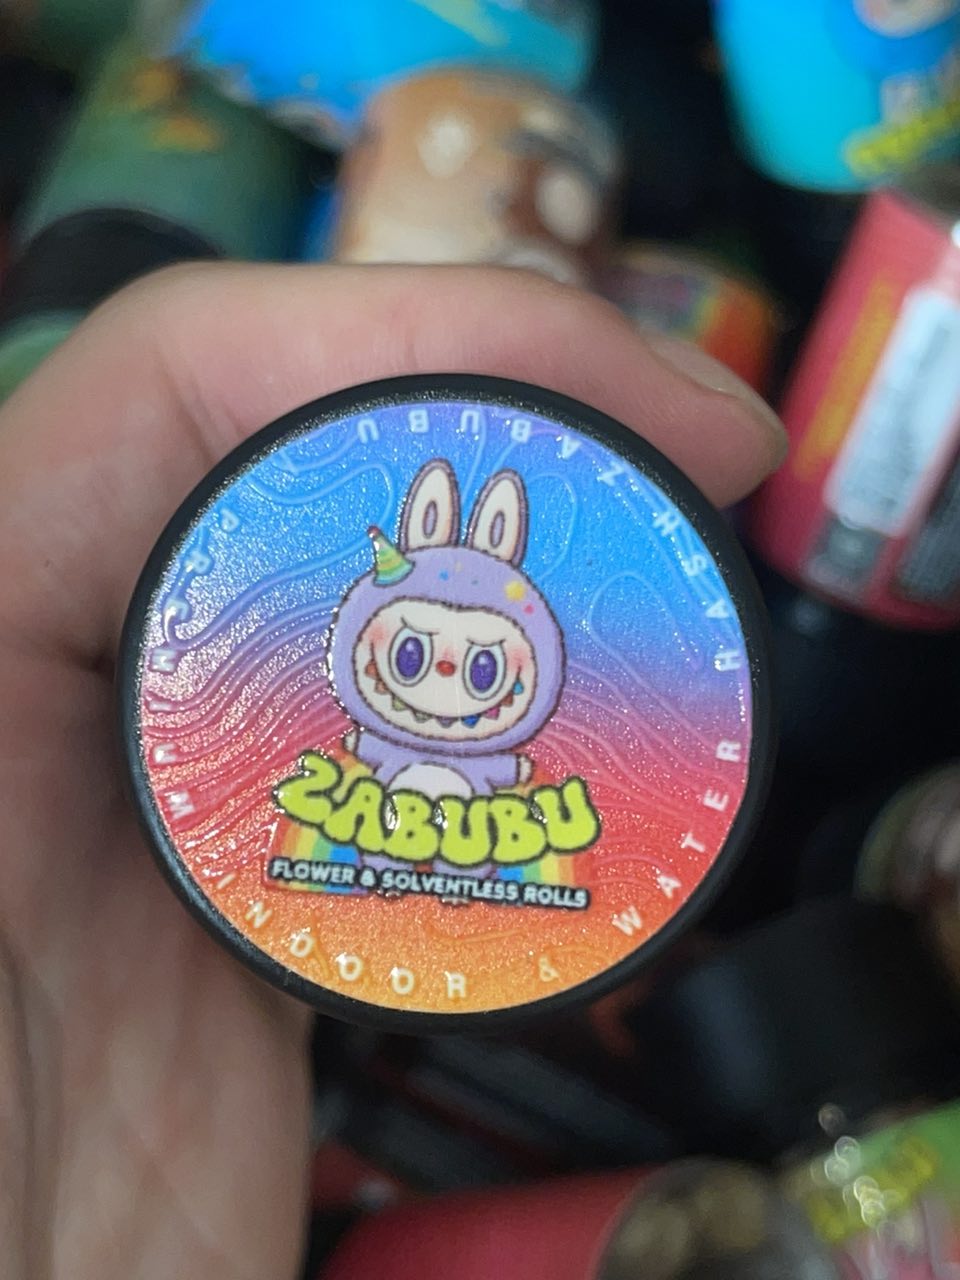 ZABUBU
FLOWER & SOLVENTLESS ROLLS
ZABUBU PREMIUM INDOOR & WATER HASH